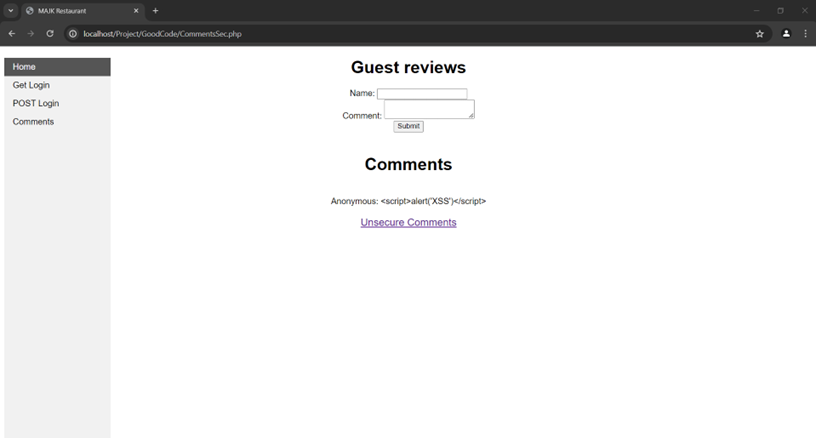 MAJK Restaurant
localhost/Project/GoodCode/CommentsSec.php
Home
Get Login
POST Login
Comments
Guest reviews
Name:
Comment:
Submit
Comments
Anonymous: <script>alert('XSS')</script>
Unsecure Comments